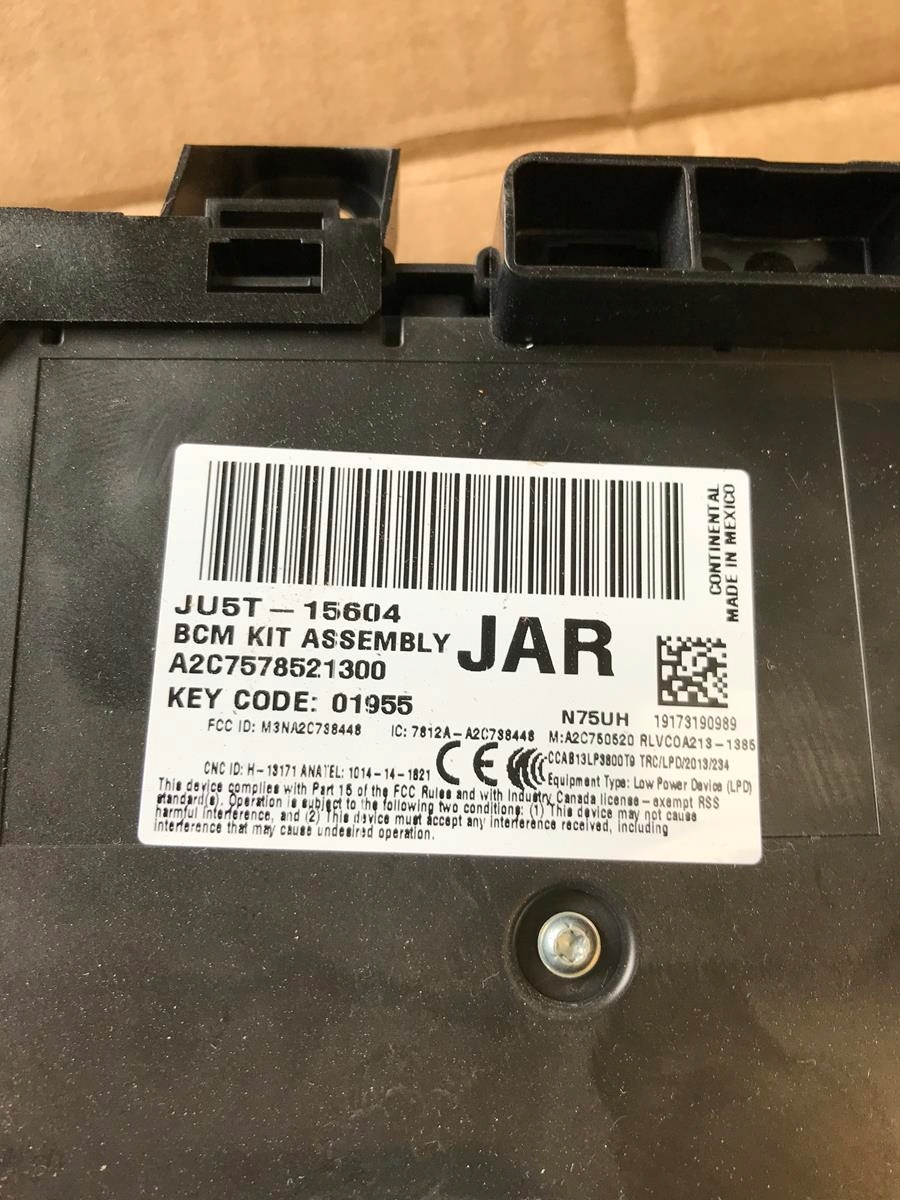 CONTINENTAL
MADE IN MEXICO
JU5T-15604
BCM KIT ASSEMBLY
JAR
A2C7578521300
KEY CODE: 01955
N75UH
19173190989
FCC ID: M3NA2C738448 IC: 7812A-A2C738448 M:A2C750520 RLVCOA213-1385
CE
CCAB13LP3800T9 TRC/LPD/2013/234
CNC ID: H-13171 ANATEL: 1014-14-1821
Equipment Type: Low Power Device (LPD)
This device complies with Part 15 of the FCC Rules and with Industry Canada license-exempt RSS
standard(s). Operation is subject to the following two conditions: (1) This device may not cause
harmful interference, and (2) This device must accept any interference received, including
interference that may cause undesired operation.